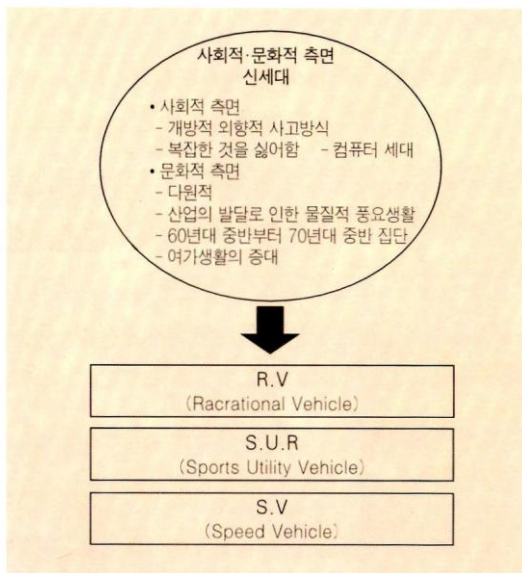 사회적·문화적 측면
신세대
• 사회적 측면
- 개방적 외향적 사고방식
- 복잡한 것을 싫어함 - 컴퓨터 세대
• 문화적 측면
- 다원적
- 산업의 발달로 인한 물질적 풍요생활
- 60년대 중반부터 70년대 중반 집단
- 여가생활의 증대
R.V
(Racrational Vehicle)
S.U.R
(Sports Utility Vehicle)
S.V
(Speed Vehicle)